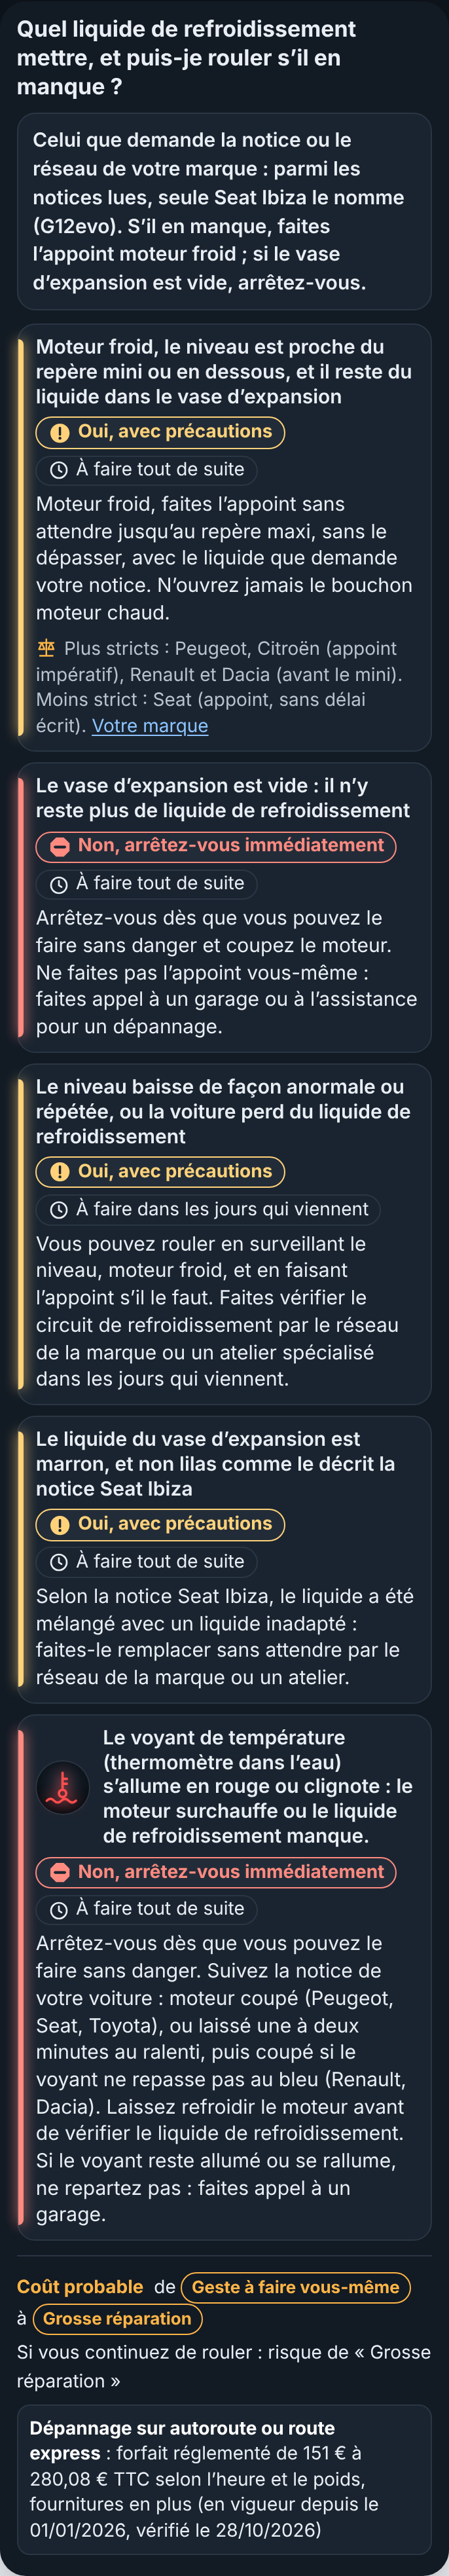 Quel liquide de refroidissement
mettre, et puis-je rouler s’il en
manque ?
Celui que demande la notice ou le
réseau de votre marque : parmi les
notices lues, seule Seat Ibiza le nomme
(G12evo). S’il en manque, faites
l’appoint moteur froid ; si le vase
d’expansion est vide, arrêtez-vous.
Moteur froid, le niveau est proche du
repère mini ou en dessous, et il reste du
liquide dans le vase d’expansion
Oui, avec précautions
À faire tout de suite
Moteur froid, faites l’appoint sans
attendre jusqu’au repère maxi, sans le
dépasser, avec le liquide que demande
votre notice. N’ouvrez jamais le bouchon
moteur chaud.
Plus stricts : Peugeot, Citroën (appoint
impératif), Renault et Dacia (avant le mini).
Moins strict : Seat (appoint, sans délai
écrit). Votre marque
Le vase d’expansion est vide : il n’y
reste plus de liquide de refroidissement
Non, arrêtez-vous immédiatement
À faire tout de suite
Arrêtez-vous dès que vous pouvez le
faire sans danger et coupez le moteur.
Ne faites pas l’appoint vous-même :
faites appel à un garage ou à l’assistance
pour un dépannage.
Le niveau baisse de façon anormale ou
répétée, ou la voiture perd du liquide de
refroidissement
Oui, avec précautions
À faire dans les jours qui viennent
Vous pouvez rouler en surveillant le
niveau, moteur froid, et en faisant
l’appoint s’il le faut. Faites vérifier le
circuit de refroidissement par le réseau
de la marque ou un atelier spécialisé
dans les jours qui viennent.
Le liquide du vase d’expansion est
marron, et non lilas comme le décrit la
notice Seat Ibiza
Oui, avec précautions
À faire tout de suite
Selon la notice Seat Ibiza, le liquide a été
mélangé avec un liquide inadapté :
faites-le remplacer sans attendre par le
réseau de la marque ou un atelier.
Le voyant de température
(thermomètre dans l’eau)
s’allume en rouge ou clignote : le
moteur surchauffe ou le liquide
de refroidissement manque.
Non, arrêtez-vous immédiatement
À faire tout de suite
Arrêtez-vous dès que vous pouvez le
faire sans danger. Suivez la notice de
votre voiture : moteur coupé (Peugeot,
Seat, Toyota), ou laissé une à deux
minutes au ralenti, puis coupé si le
voyant ne repasse pas au bleu (Renault,
Dacia). Laissez refroidir le moteur avant
de vérifier le liquide de refroidissement.
Si le voyant reste allumé ou se rallume,
ne repartez pas : faites appel à un
garage.
Coût probable de Geste à faire vous-même
à Grosse réparation
Si vous continuez de rouler : risque de « Grosse
réparation »
Dépannage sur autoroute ou route
express : forfait réglementé de 151 € à
280,08 € TTC selon l’heure et le poids,
fournitures en plus (en vigueur depuis le
01/01/2026, vérifié le 28/10/2026)